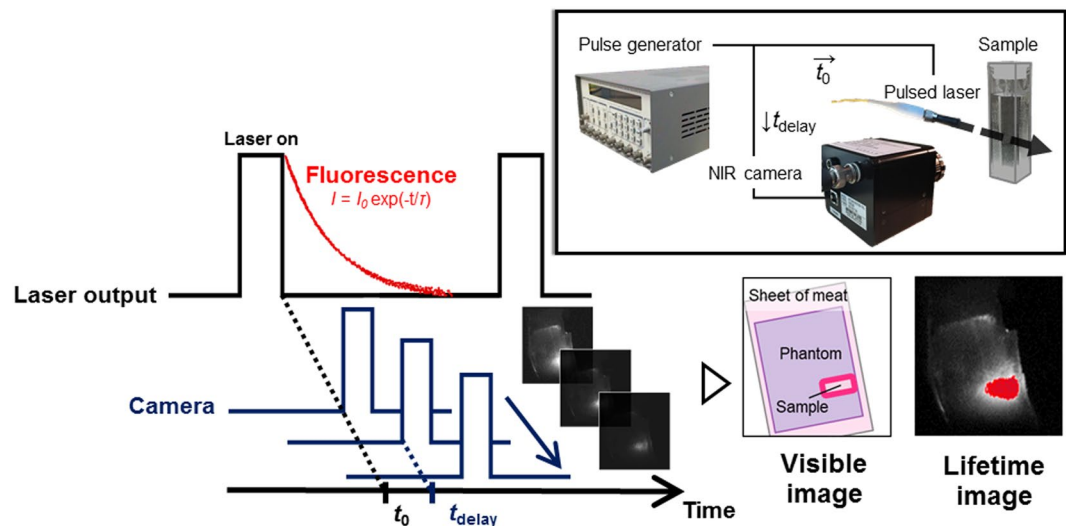 Pulse generator
Sample
t0
Pulsed laser
↓tdelay
NIR camera
Laser on
Fluorescence
I = I0 exp(-t/τ)
Laser output
Sheet of meat
Phantom
Sample
Camera
Visible
image
Lifetime
image
t0
tdelay
Time